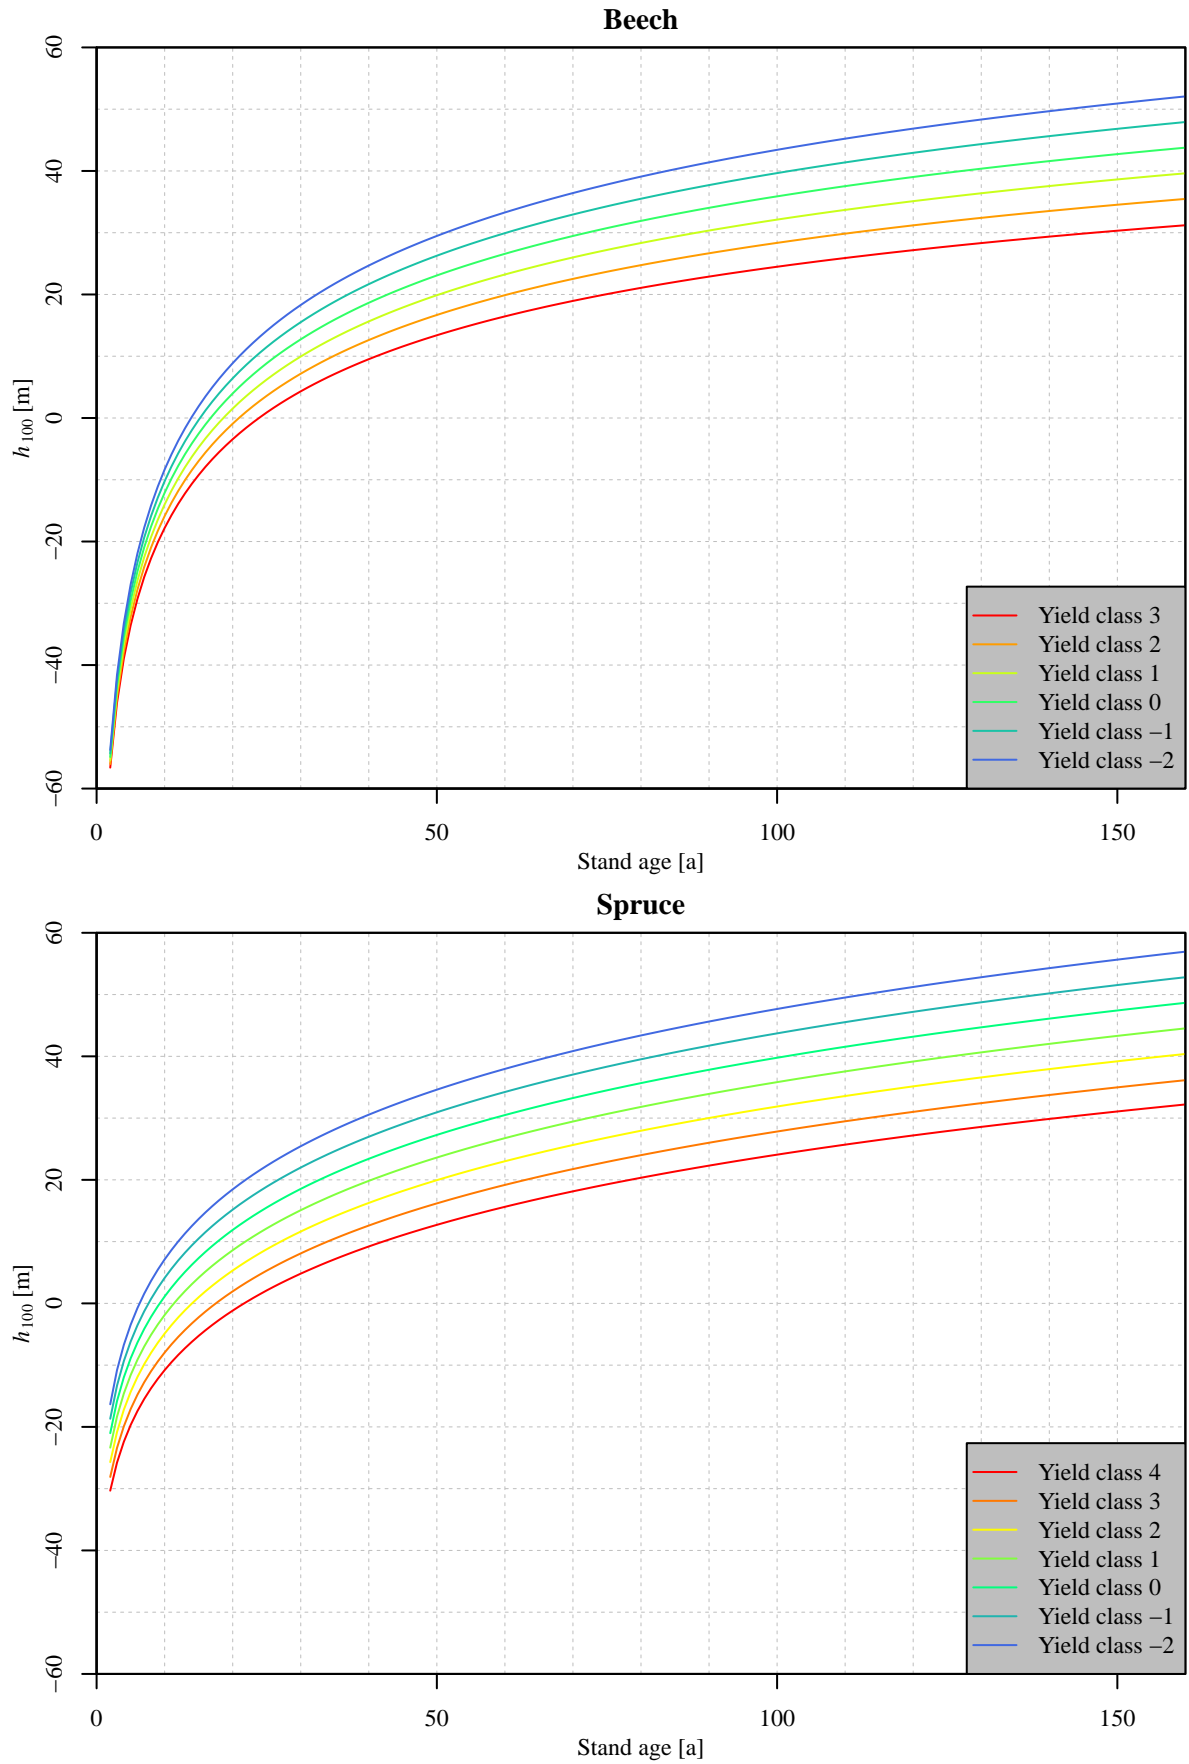 Beech
60
40
20
0
−20
−40
−60
h100 [m]
Yield class 3
Yield class 2
Yield class 1
Yield class 0
Yield class −1
Yield class −2
0 50 100 150
Stand age [a]
Spruce
60
40
20
0
−20
−40
−60
h100 [m]
Yield class 4
Yield class 3
Yield class 2
Yield class 1
Yield class 0
Yield class −1
Yield class −2
0 50 100 150
Stand age [a]